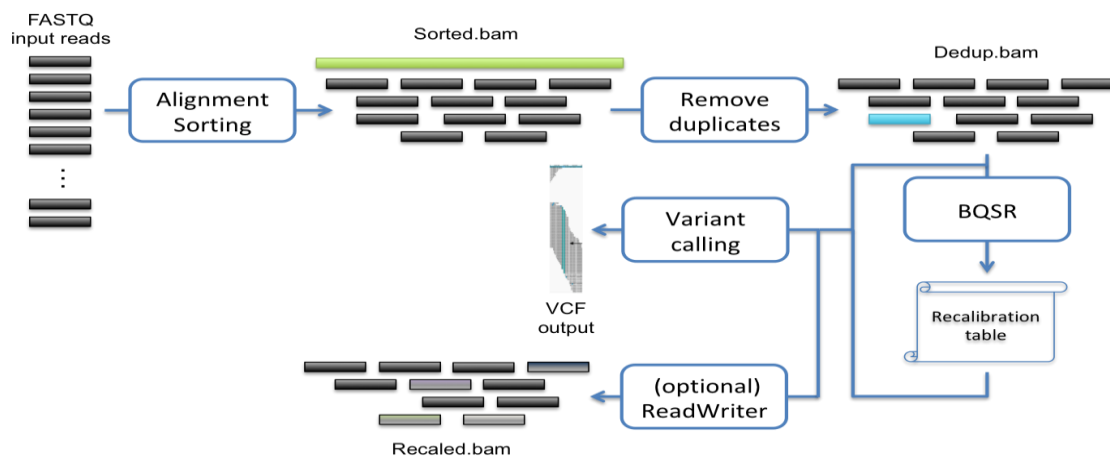 FASTQ
input reads
Alignment
Sorting
Sorted.bam
Remove
duplicates
Dedup.bam
BQSR
Recalibration
table
Variant
calling
VCF
output
(optional)
ReadWriter
Recaled.bam